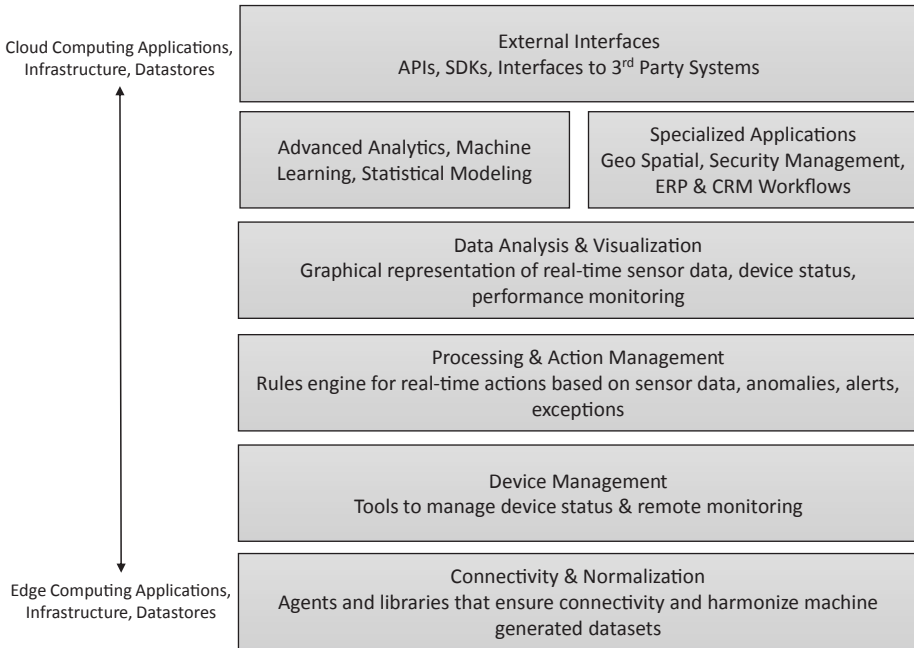 Cloud Computing Applications,
Infrastructure, Datastores
External Interfaces
APIs, SDKs, Interfaces to 3rd Party Systems
Advanced Analytics, Machine
Learning, Statistical Modeling
Specialized Applications
Geo Spatial, Security Management,
ERP & CRM Workflows
Data Analysis & Visualization
Graphical representation of real-time sensor data, device status,
performance monitoring
Processing & Action Management
Rules engine for real-time actions based on sensor data, anomalies, alerts,
exceptions
Device Management
Tools to manage device status & remote monitoring
Edge Computing Applications,
Infrastructure, Datastores
Connectivity & Normalization
Agents and libraries that ensure connectivity and harmonize machine
generated datasets